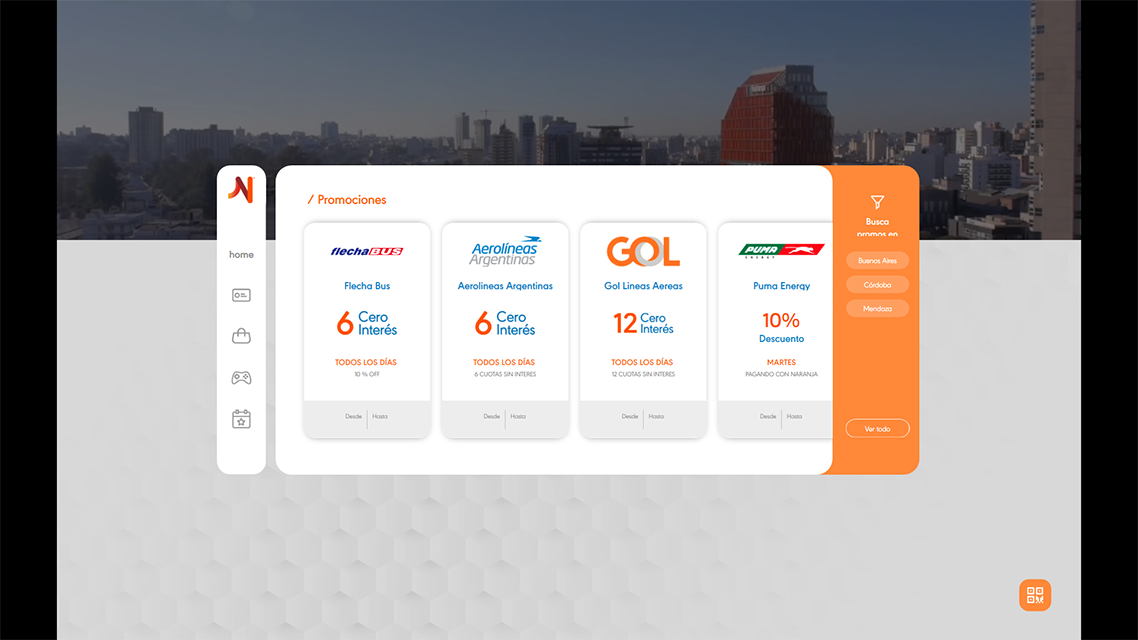 home
/ Promociones
flechaBUS
Flecha Bus
6 Cero Interés
TODOS LOS DÍAS
10 % OFF
Desde Hasta
Aerolíneas Argentinas
Aerolineas Argentinas
6 Cero Interés
TODOS LOS DÍAS
6 CUOTAS SIN INTERES
Desde Hasta
GOL
Gol Lineas Aereas
12 Cero Interés
TODOS LOS DÍAS
12 CUOTAS SIN INTERES
Desde Hasta
PUMA
ENERGY
Puma Energy
10%
Descuento
MARTES
PAGANDO CON NARANJA
Desde Hasta
Busca
promos en
Buenos Aires
Córdoba
Mendoza
Ver todo